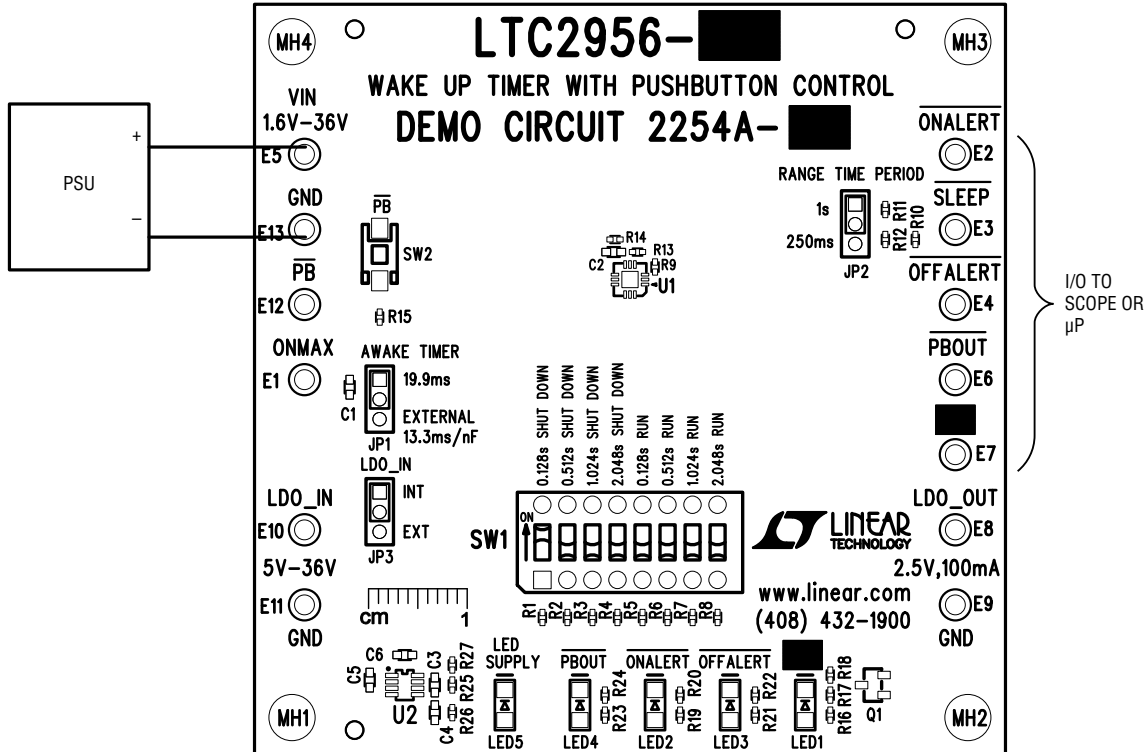 MH4
LTC2956-
MH3
WAKE UP TIMER WITH PUSHBUTTON CONTROL
DEMO CIRCUIT 2254A-
PSU
+
−
VIN
1.6V–36V
E5
GND
E13
PB
E12
ONMAX
E1
PB
SW2
R15
AWAKE TIMER
19.9ms
EXTERNAL
13.3ms/nF
C1
JP1
LDO_IN
INT
EXT
JP3
LDO_IN
E10
5V–36V
E11
GND
R14
R13
C2
R9
U1
RANGE TIME PERIOD
1s
250ms
JP2
R11
R10
R12
ONALERT
E2
SLEEP
E3
OFFALERT
E4
PBOUT
E6
E7
I/O TO
SCOPE OR
µP
LDO_OUT
E8
2.5V,100mA
E9
GND
0.128s SHUT DOWN
0.512s SHUT DOWN
1.024s SHUT DOWN
2.048s SHUT DOWN
0.128s RUN
0.512s RUN
1.024s RUN
2.048s RUN
SW1
ON
LINEAR
TECHNOLOGY
www.linear.com
(408) 432-1900
R1
R2
R3
R4
R5
R6
R7
R8
cm
1
C6
C5
U2
C3
C4
R27
R25
R26
LED
SUPPLY
LED5
PBOUT
R24
R23
LED4
ONALERT
R20
R19
LED2
OFFALERT
R22
R21
LED3
R18
R17
R16
LED1
Q1
MH1
MH2